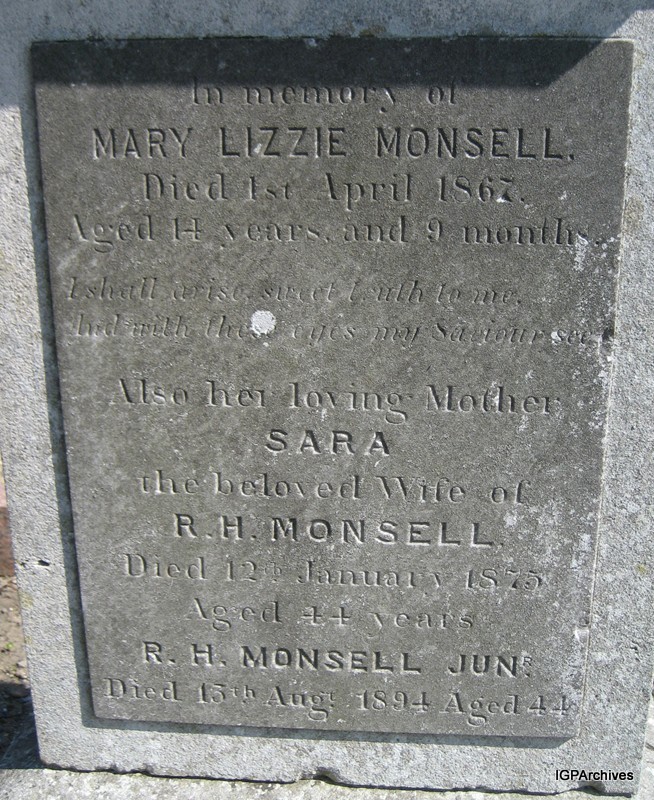 In memory of
MARY LIZZIE MONSELL.
Died 1st April 1867.
Aged 14 years, and 9 months.
I shall arise, sweet truth to me,
And with these eyes my Saviour see
Also her loving Mother
SARA
the beloved Wife of
R.H. MONSELL.
Died 12th January 1875
Aged 44 years
R. H. MONSELL JUNR.
Died 13th Augt. 1894 Aged 44
IGPArchives